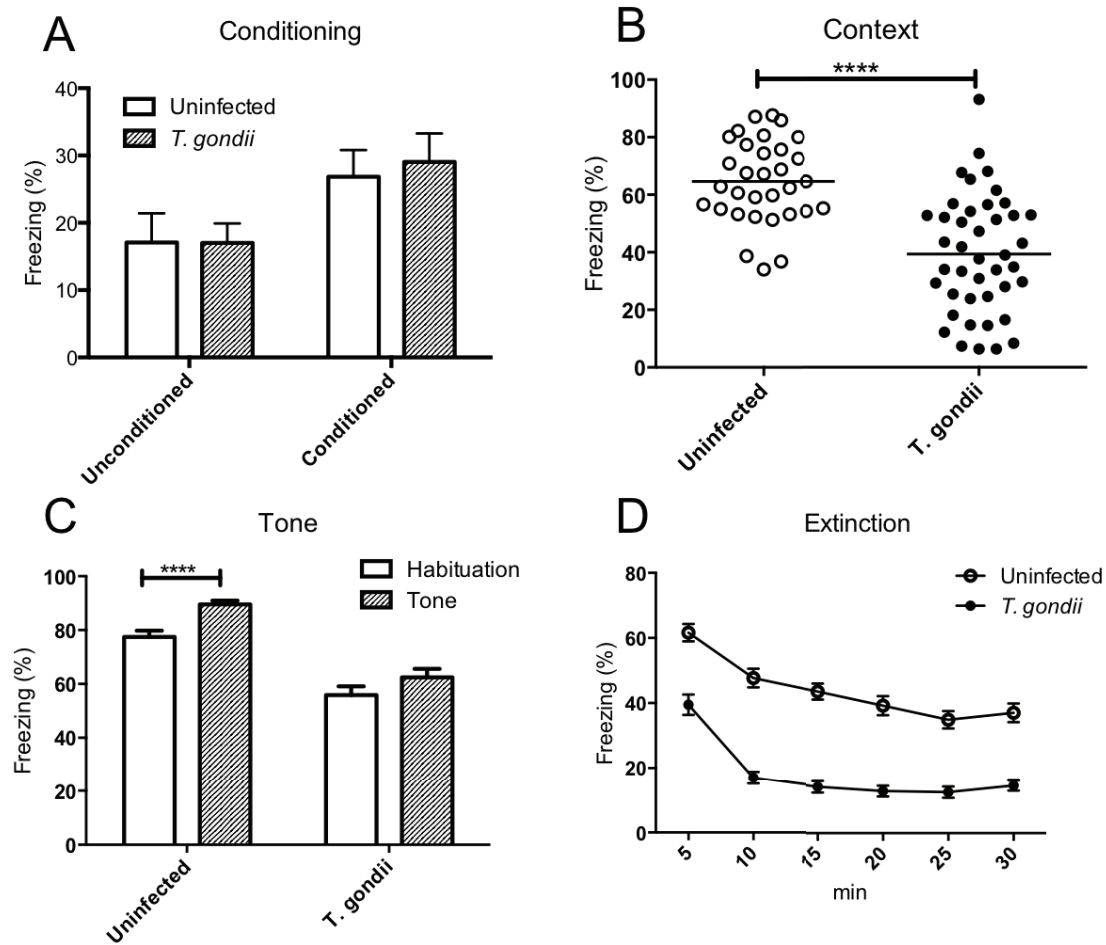 A
Conditioning
40
30
20
10
0
Freezing (%)
Uninfected
T. gondii
Unconditioned
Conditioned
B
Context
****
100
80
60
40
20
0
Freezing (%)
Uninfected
T. gondii
C
Tone
****
100
80
60
40
20
0
Freezing (%)
Habituation
Tone
Uninfected
T. gondii
D
Extinction
80
60
40
20
0
Freezing (%)
Uninfected
T. gondii
5 10 15 20 25 30
min